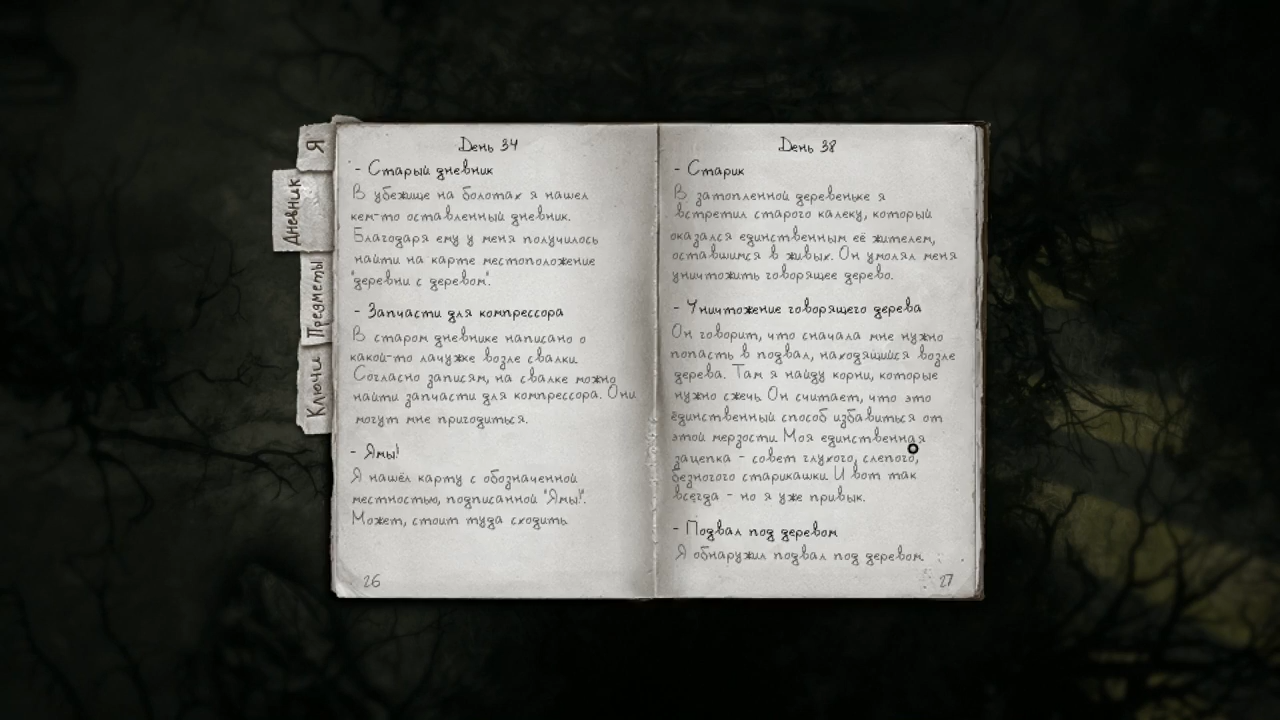 Я
Дневник
Предметы
Ключи
День 34
- Старый дневник
В убежище на болотах я нашел
кем-то оставленный дневник.
Благодаря ему у меня получилось
найти на карте местоположение
"деревни с деревом".
- Запчасти для компрессора
В старом дневнике написано о
какой-то лачужке возле свалки.
Согласно записям, на свалке можно
найти запчасти для компрессора. Они
могут мне пригодиться.
- Ямы!
Я нашёл карту с обозначенной
местностью, подписанной "Ямы!".
Может, стоит туда сходить
26
День 38
- Старик
В затопленной деревеньке я
встретил старого калеку, который
оказался единственным её жителем,
оставшимся в живых. Он умолял меня
уничтожить говорящее дерево.
- Уничтожение говорящего дерева
Он говорит, что сначала мне нужно
попасть в подвал, находящийся возле
дерева. Там я найду корни, которые
нужно сжечь Он считает, что это
единственный способ избавиться от
этой мерзости Моя единственная
зацепка - совет глухого, слепого,
безногого старикашки И вот так
всегда - но я уже привык.
- Подвал под деревом
Я обнаружил подвал под деревом
27